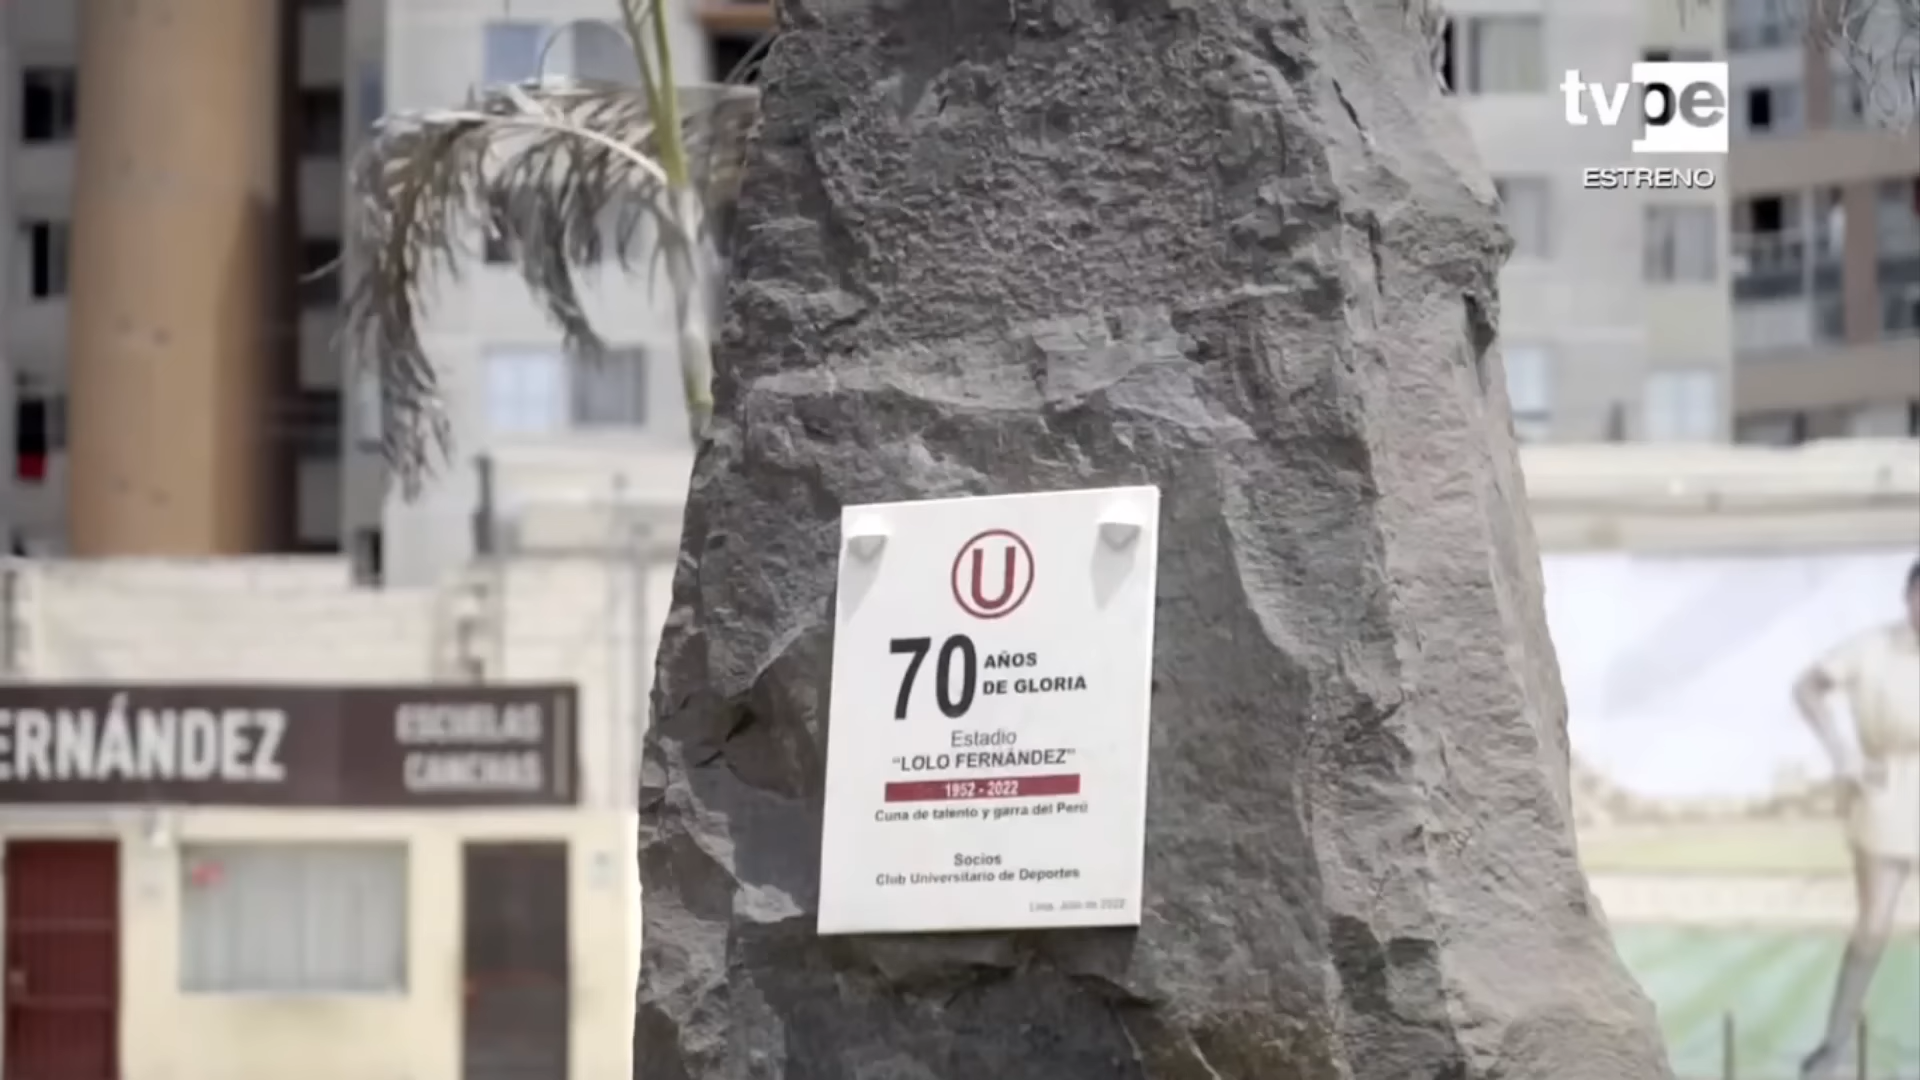 tvpe
ESTRENO
U
70 AÑOS
DE GLORIA
Estadio
"LOLO FERNÁNDEZ"
1952 - 2022
Cuna de talento y garra del Perú
Socios
Club Universitario de Deportes
Lima, Julio de 2022
ERNÁNDEZ
ESCUELAS
CANCHAS